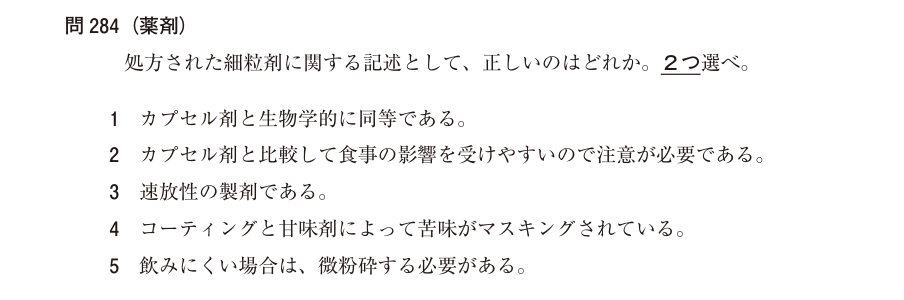 問 284（薬剤）
処方された細粒剤に関する記述として、正しいのはどれか。２つ選べ。
1　カプセル剤と生物学的に同等である。
2　カプセル剤と比較して食事の影響を受けやすいので注意が必要である。
3　速放性の製剤である。
4　コーティングと甘味剤によって苦味がマスキングされている。
5　飲みにくい場合は、微粉砕する必要がある。